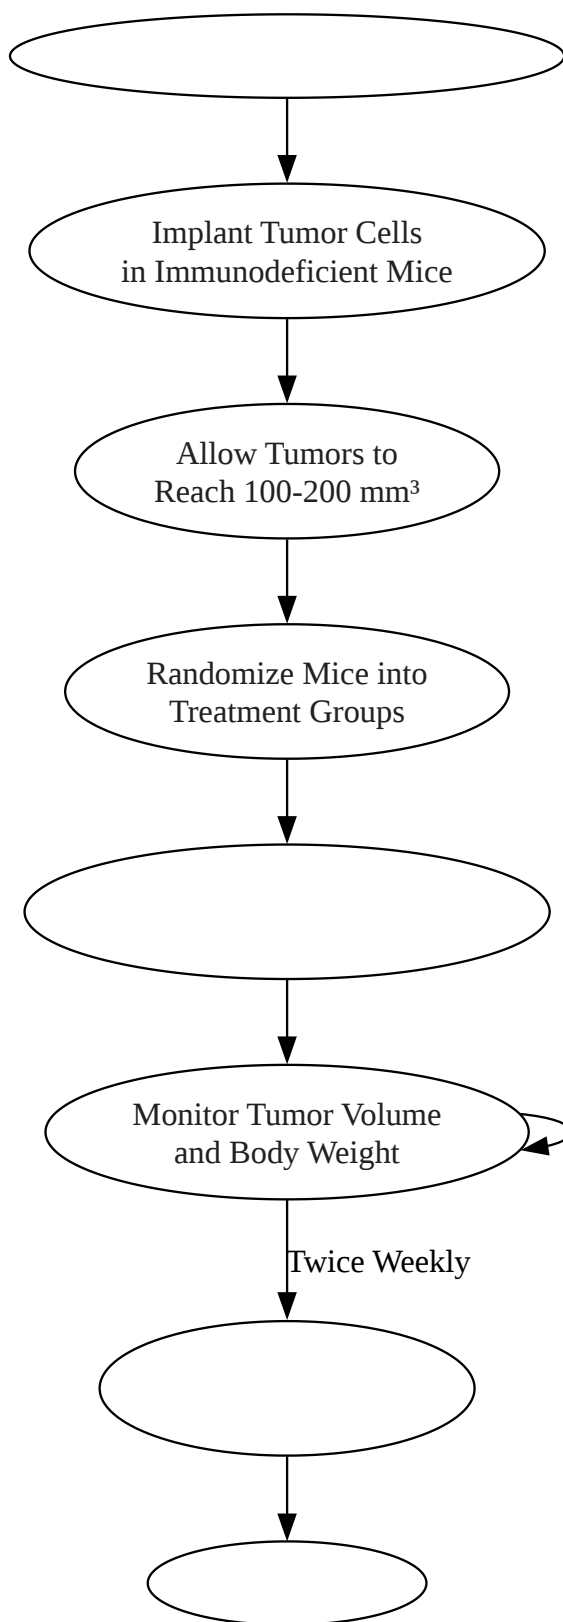 Implant Tumor Cells
in Immunodeficient Mice
Allow Tumors to
Reach 100-200 mm³
Randomize Mice into
Treatment Groups
Monitor Tumor Volume
and Body Weight
Twice Weekly